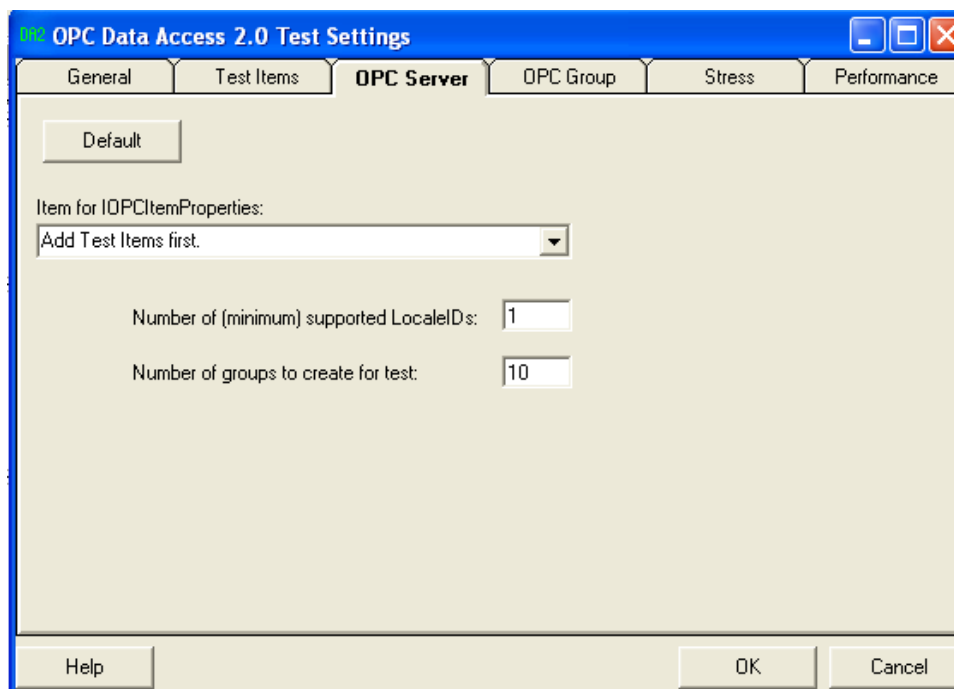 DA2 OPC Data Access 2.0 Test Settings
General Test Items OPC Server OPC Group Stress Performance
Default
Item for IOPCItemProperties:
Add Test Items first.
Number of (minimum) supported LocaleIDs: 1
Number of groups to create for test: 10
Help OK Cancel